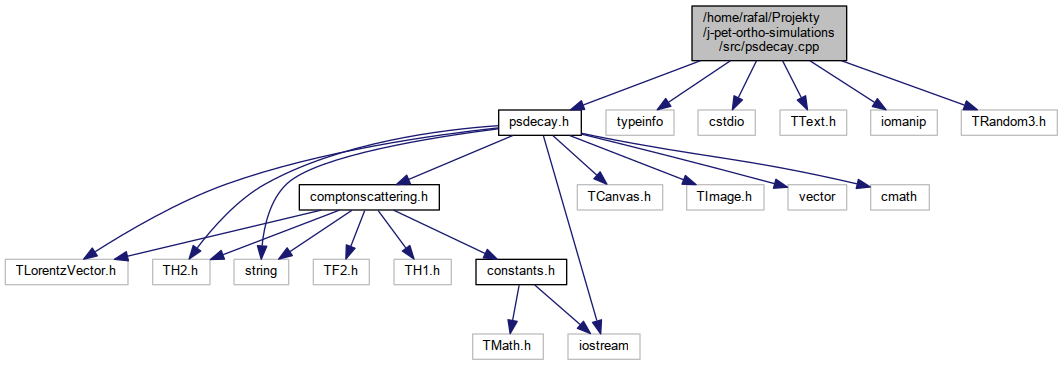 /home/rafal/Projekty
/j-pet-ortho-simulations
/src/psdecay.cpp
psdecay.h
typeinfo
cstdio
TText.h
iomanip
TRandom3.h
comptonscattering.h
TCanvas.h
TImage.h
vector
cmath
TLorentzVector.h
TH2.h
string
TF2.h
TH1.h
constants.h
TMath.h
iostream